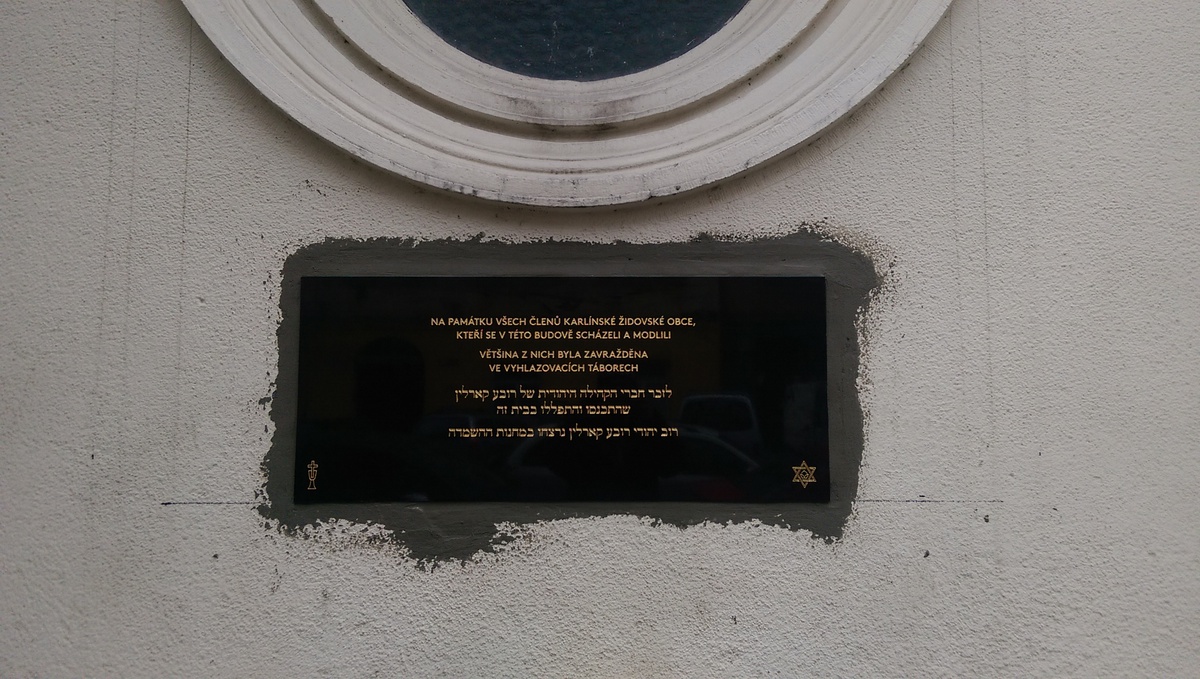 NA PAMÁTKU VŠECH ČLENŮ KARLÍNSKÉ ŽIDOVSKÉ OBCE,
KTEŘÍ SE V TÉTO BUDOVĚ SCHÁZELI A MODLILI
VĚTŠINA Z NICH BYLA ZAVRAŽDĚNA
VE VYHLAZOVACÍCH TÁBORECH
לזכר חברי הקהילה היהודית של רובע קארלין
שהתכנסו והתפללו בבית זה
רוב יהודי רובע קארלין נרצחו במחנות ההשמדה